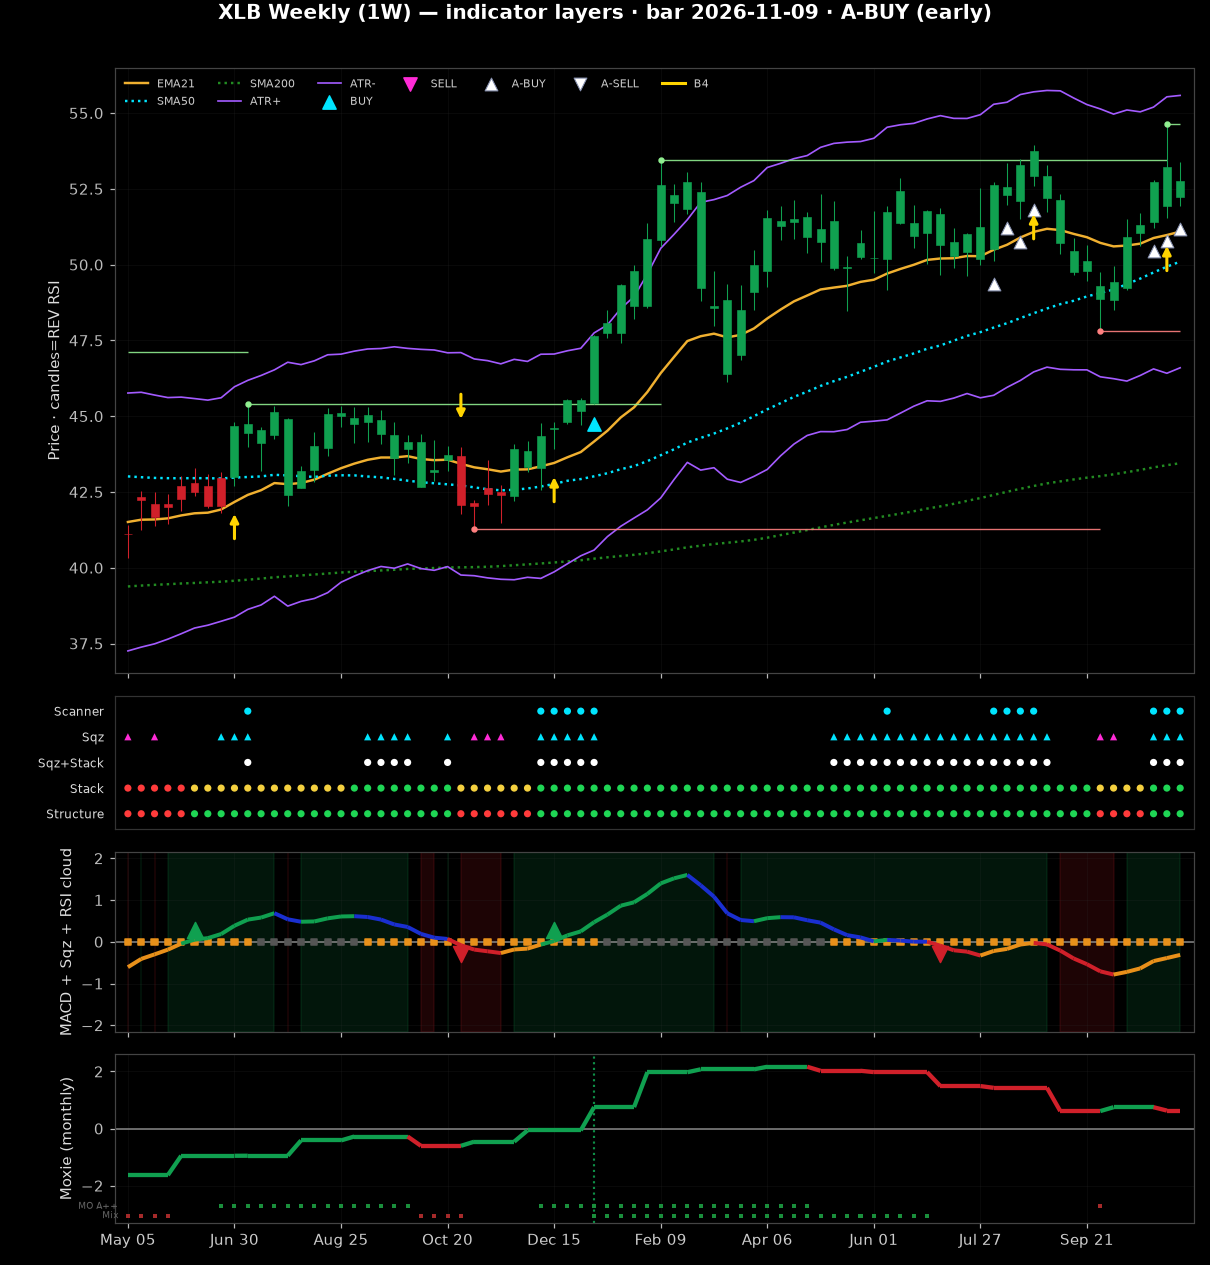 XLB Weekly (1W) — indicator layers · bar 2026-11-09 · A-BUY (early)
EMA21 SMA200 ATR- SELL A-BUY A-SELL B4
SMA50 ATR+ BUY
Price · candles=REV RSI
55.0
52.5
50.0
47.5
45.0
42.5
40.0
37.5
Scanner
Sqz
Sqz+Stack
Stack
Structure
MACD + Sqz + RSI cloud
2
1
0
−1
−2
Moxie (monthly)
2
0
−2
MO A++
Mix
May 05 Jun 30 Aug 25 Oct 20 Dec 15 Feb 09 Apr 06 Jun 01 Jul 27 Sep 21